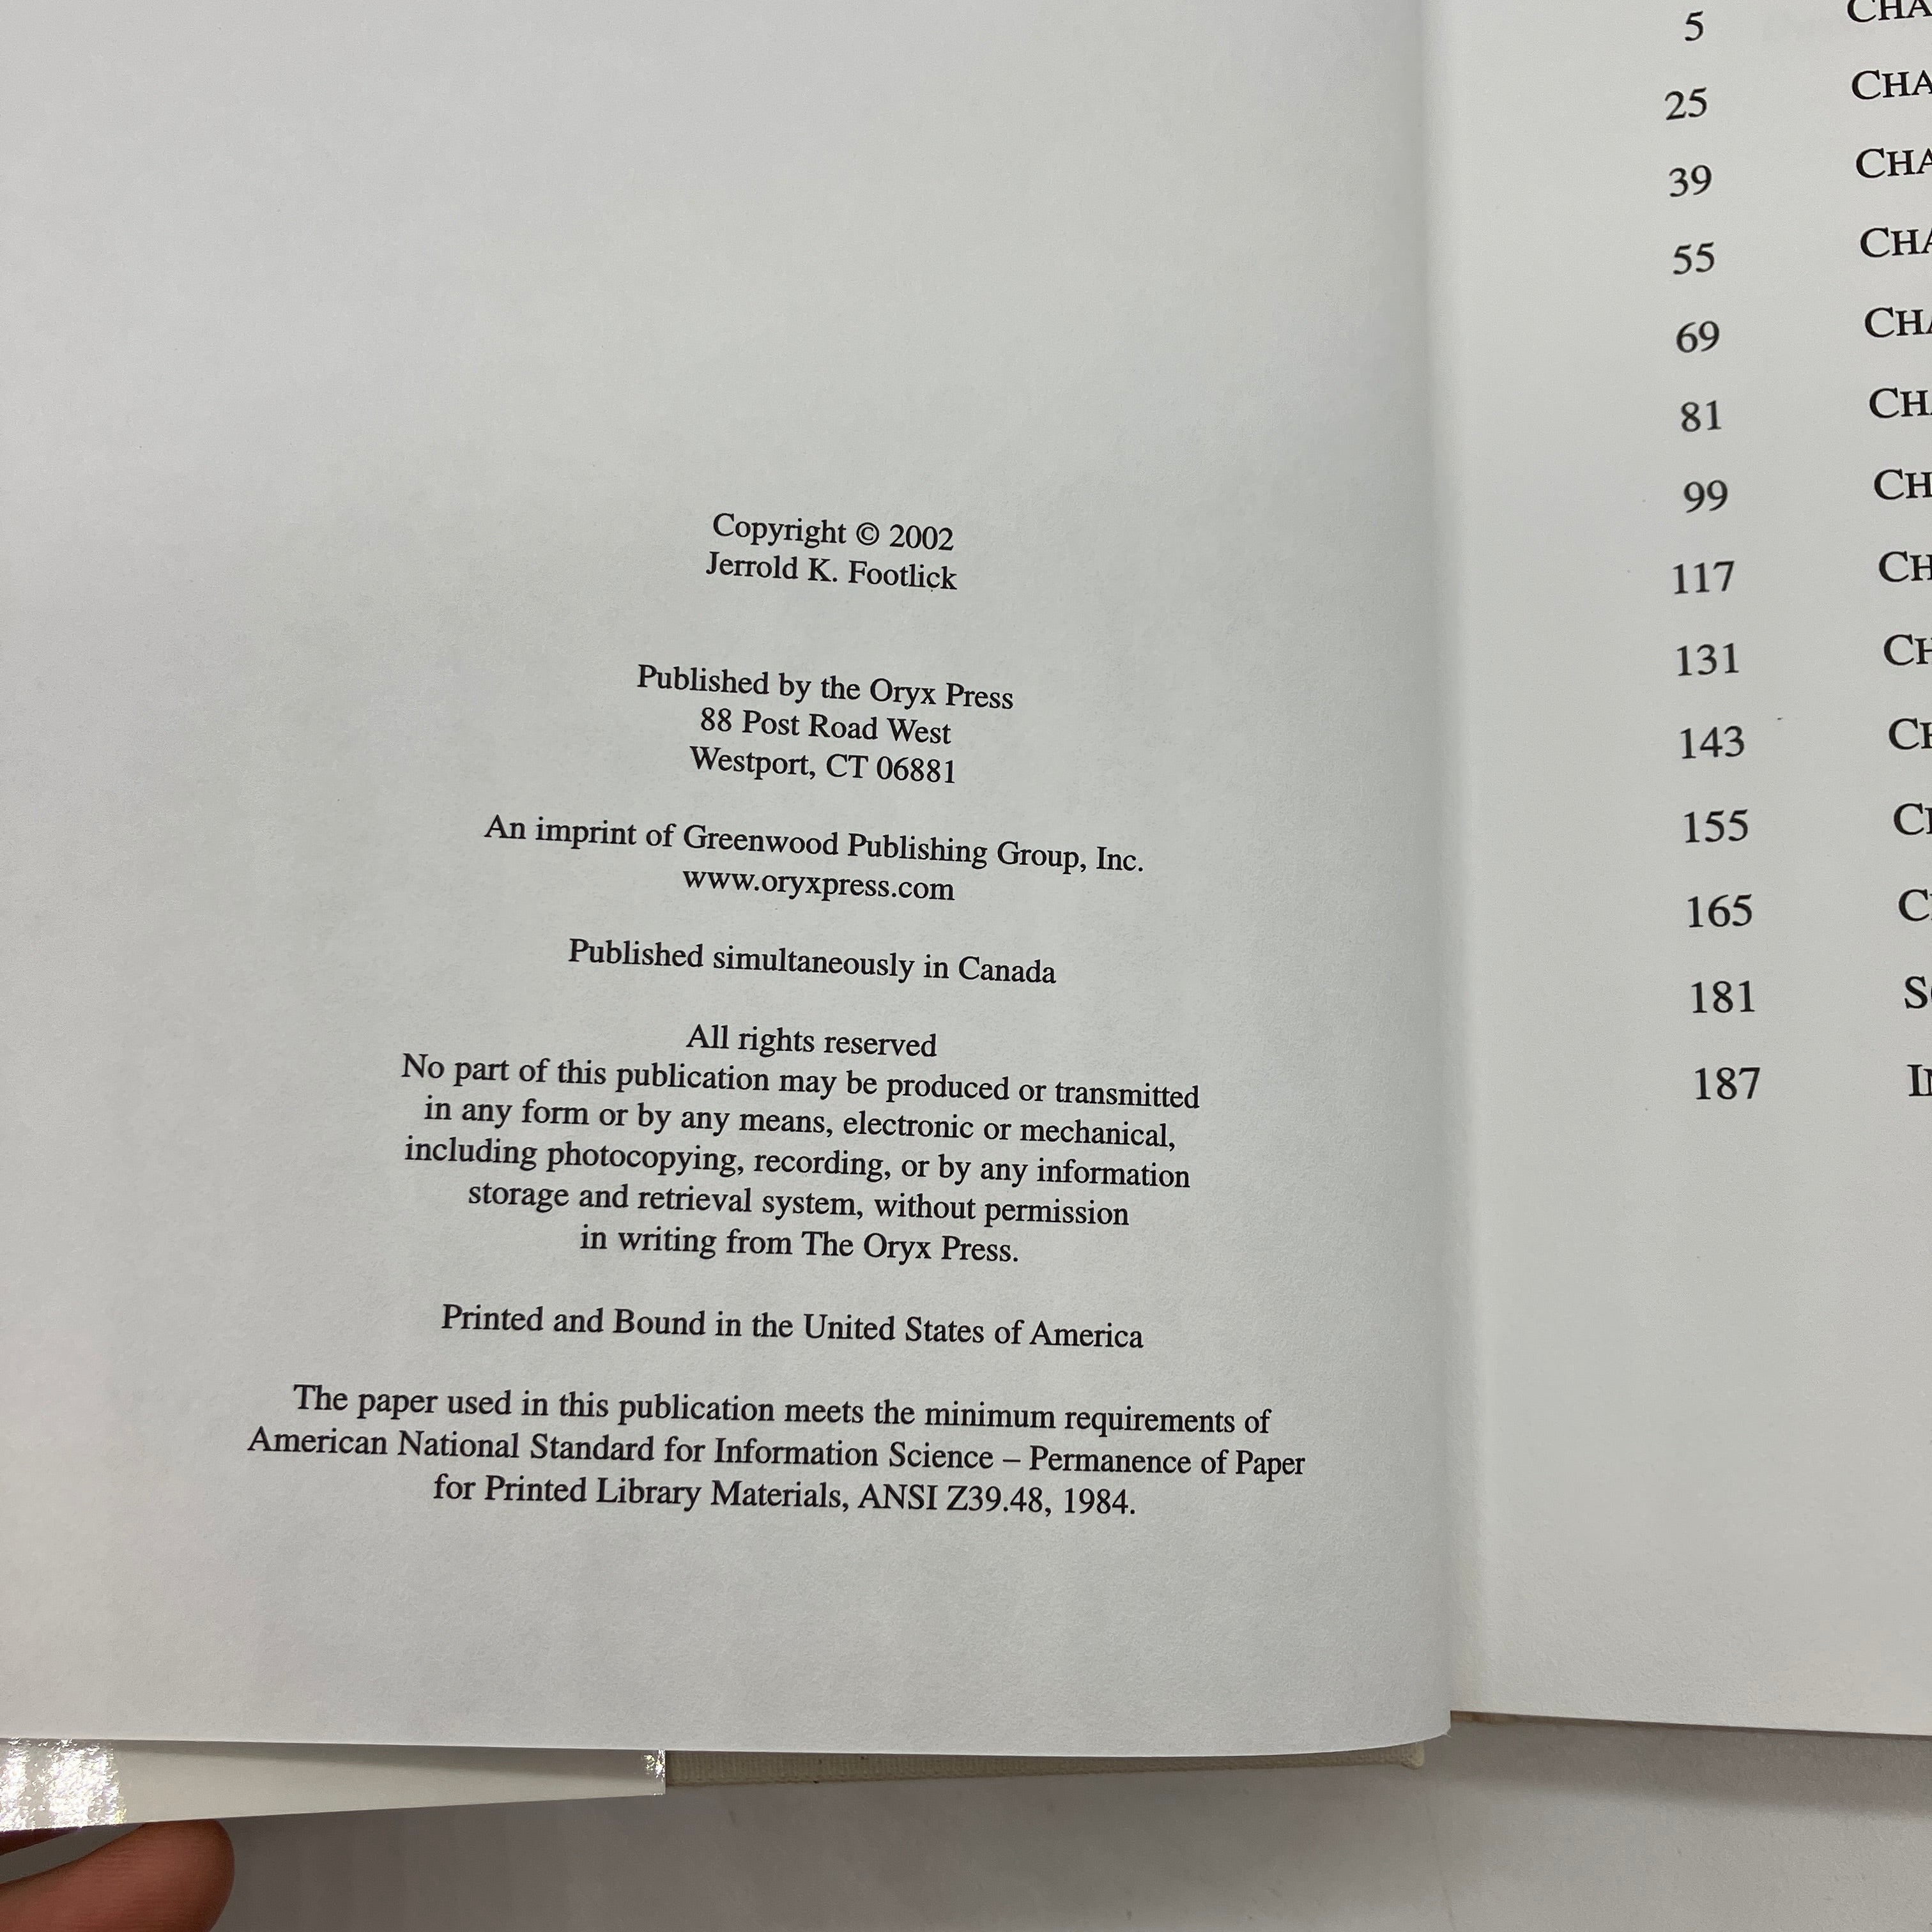 Copyright © 2002
Jerrold K. Footlick
Published by the Oryx Press
88 Post Road West
Westport, CT 06881
An imprint of Greenwood Publishing Group, Inc.
www.oryxpress.com
Published simultaneously in Canada
All rights reserved
No part of this publication may be produced or transmitted
in any form or by any means, electronic or mechanical,
including photocopying, recording, or by any information
storage and retrieval system, without permission
in writing from The Oryx Press.
Printed and Bound in the United States of America
The paper used in this publication meets the minimum requirements of
American National Standard for Information Science – Permanence of Paper
for Printed Library Materials, ANSI Z39.48, 1984.
5
25
39
55
69
81
99
117
131
143
155
165
181
187